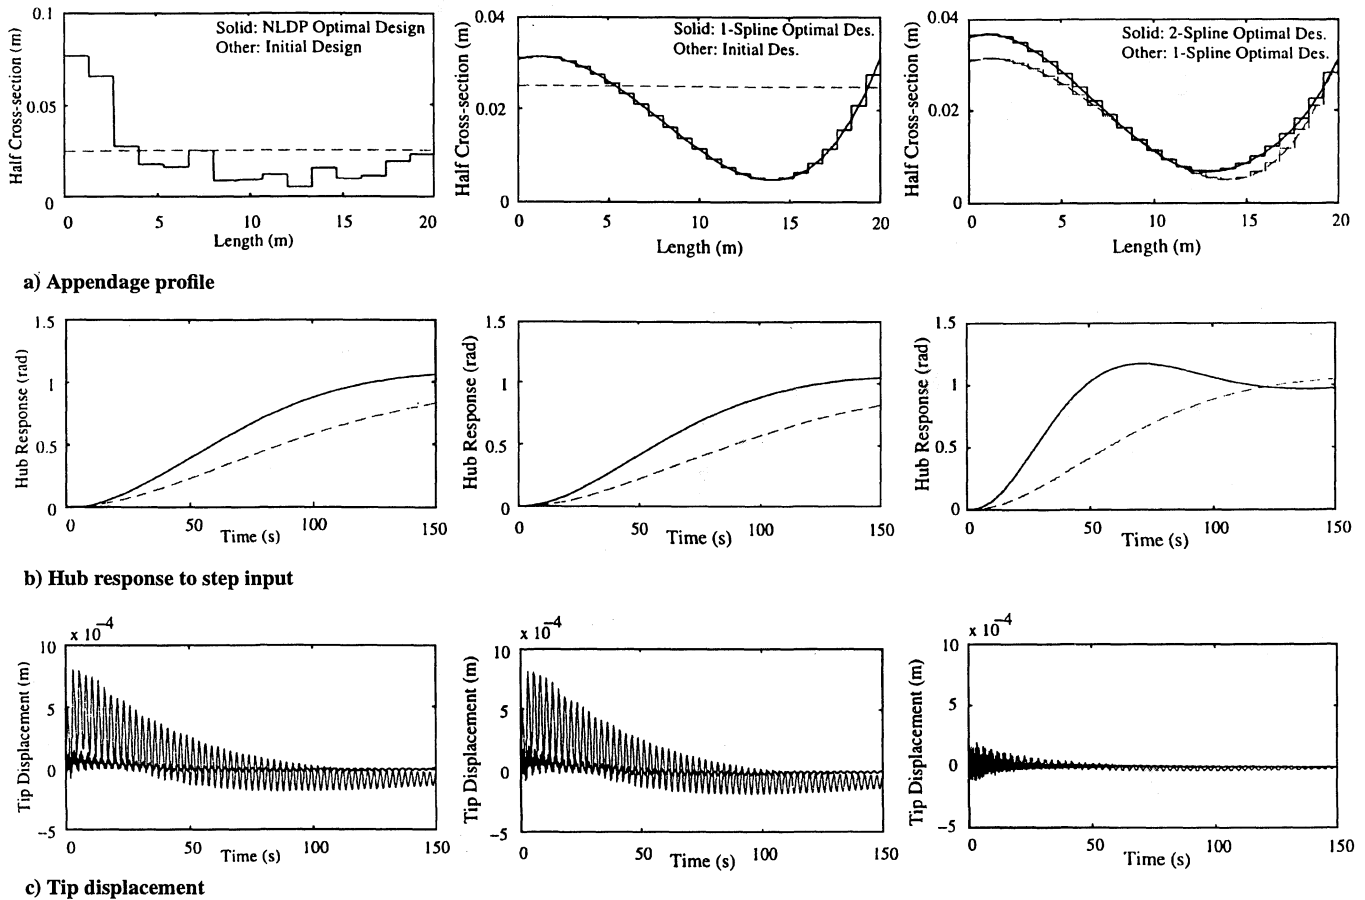 Solid: NLDP Optimal Design
Other: Initial Design
Half Cross-section (m)
0.1
0.05
0
0 5 10 15 20
Length (m)
Solid: 1-Spline Optimal Des.
Other: Initial Des.
Half Cross-section (m)
0.04
0.02
0
0 5 10 15 20
Length (m)
Solid: 2-Spline Optimal Des.
Other: 1-Spline Optimal Des.
Half Cross-section (m)
0.04
0.02
0
0 5 10 15 20
Length (m)
a) Appendage profile
Hub Response (rad)
1.5
1
0.5
0
0 50 100 150
Time (s)
Hub Response (rad)
1.5
1
0.5
0
0 50 100 150
Time (s)
Hub Response (rad)
1.5
1
0.5
0
0 50 100 150
Time (s)
b) Hub response to step input
x 10-4
Tip Displacement (m)
10
5
0
-5
0 50 100 150
Time (s)
x 10-4
Tip Displacement (m)
10
5
0
-5
0 50 100 150
Time (s)
x 10-4
Tip Displacement (m)
10
5
0
-5
0 50 100 150
Time (s)
c) Tip displacement